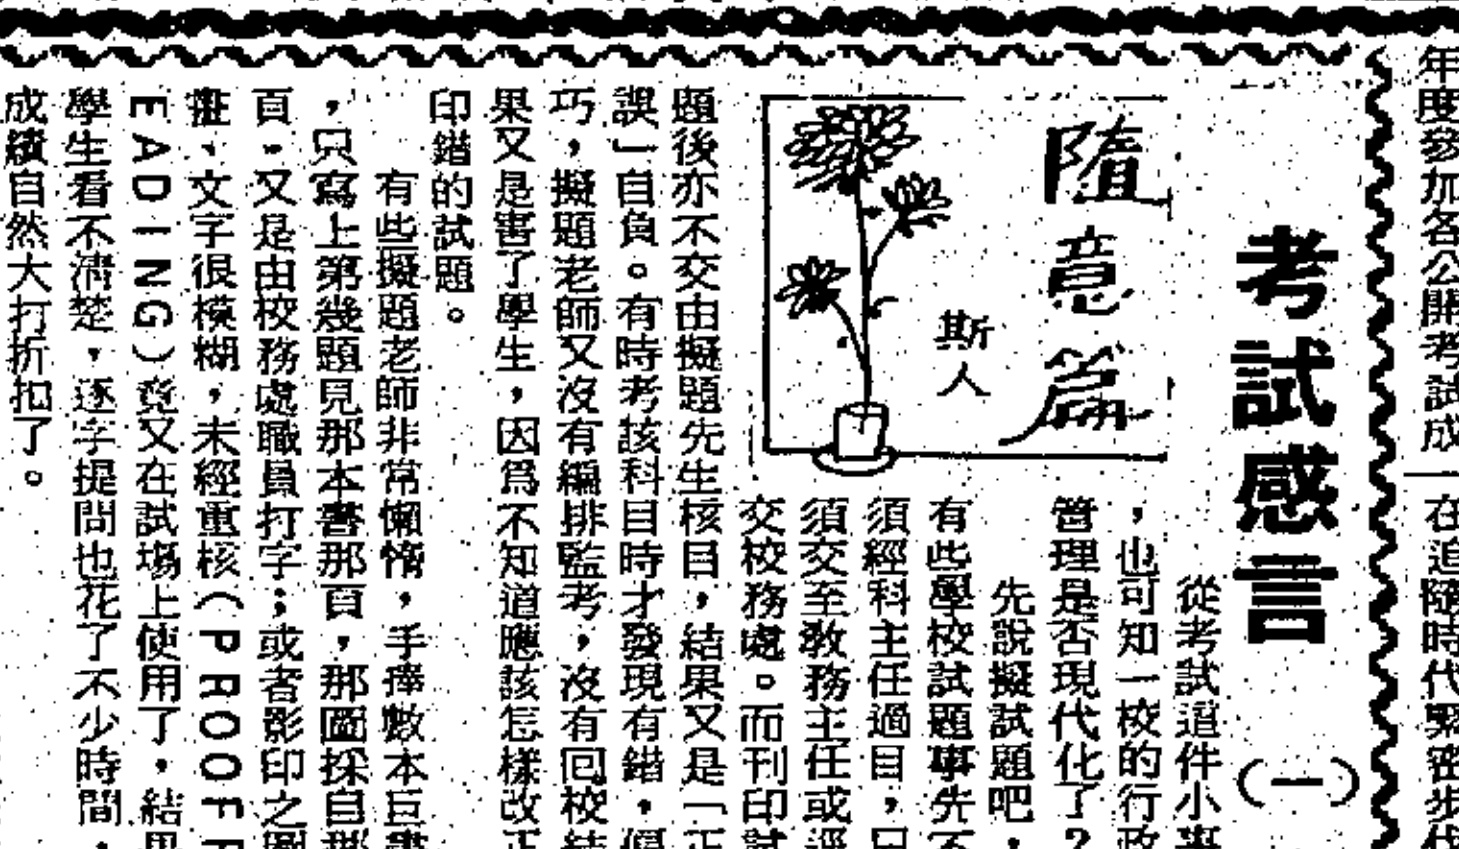 年度參加各公開考試成
在追隨時代緊密步伐
考試感言
(一)
隨意篇
斯人
從考試這件小事
，也可知一校的行政
管理是否現代化了？
先說擬試題吧，
有些學校試題事先不
須經科主任過目，只
須交至教務主任或逕
交校務處。而刊印試
題後亦不交由擬題先生核目，結果又是「正
誤」自負。有時考該科目時才發現有錯，
巧，擬題老師又沒有編排監考，沒有回校
果又是害了學生，因爲不知道應該怎樣改正
印錯的試題。
有些擬題老師非常懶惰，手捧數本巨書
，只寫上第幾題見那本書那頁，那圖採自那
頁。又是由校務處職員打字；或者影印之圖
文字很模糊，未經重核（PROOF
EADING）竟又在試場上使用了，結果
學生看不清楚，逐字提問也花了不少時間，
成績自然大打折扣了。